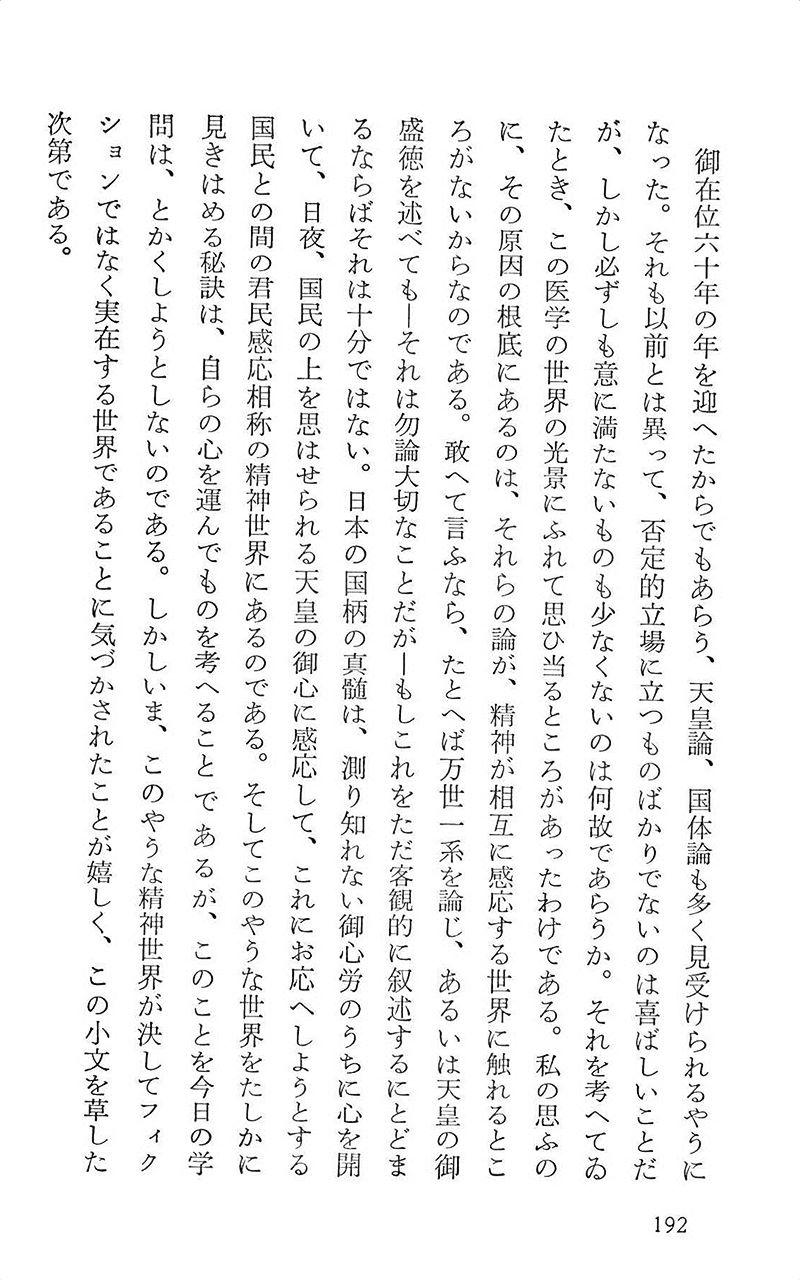 御在位六十年の年を迎へたからでもあらう、天皇論、国体論も多く見受けられるやうに
なった。それも以前とは異って、否定的立場に立つものばかりでないのは喜ばしいことだ
が、しかし必ずしも意に満たないものも少なくないのは何故であらうか。それを考へてゐ
たとき、この医学の世界の光景にふれて思ひ当るところがあったわけである。私の思ふの
に、その原因の根底にあるのは、それらの論が、精神が相互に感応する世界に触れるとこ
ろがないからなのである。敢へて言ふなら、たとへば万世一系を論じ、あるいは天皇の御
盛徳を述べても―それは勿論大切なことだが―もしこれをただ客観的に叙述するにとどま
るならばそれは十分ではない。日本の国柄の真髄は、測り知れない御心労のうちに心を開
いて、日夜、国民の上を思はせられる天皇の御心に感応して、これにお応へしようとする
国民との間の君民感応相称の精神世界にあるのである。そしてこのやうな世界をたしかに
見きはめる秘訣は、自らの心を運んでものを考へることであるが、このことを今日の学
問は、とかくしようとしないのである。しかしいま、このやうな精神世界が決してフィク
ションではなく実在する世界であることに気づかされたことが嬉しく、この小文を草した
次第である。
192